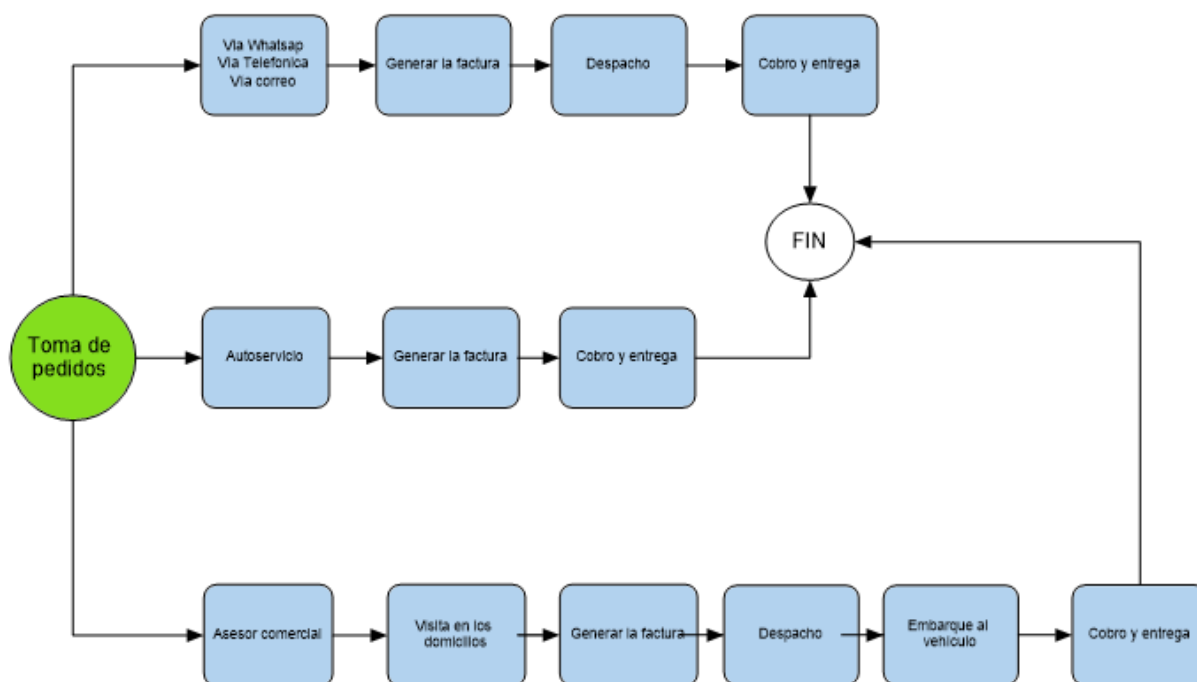 Via Whatsap
Via Telefonica
Via correo
Generar la factura
Despacho
Cobro y entrega
FIN
Toma de
pedidos
Autoservicio
Generar la factura
Cobro y entrega
Asesor comercial
Visita en los
domicilios
Generar la factura
Despacho
Embarque al
vehículo
Cobro y entrega